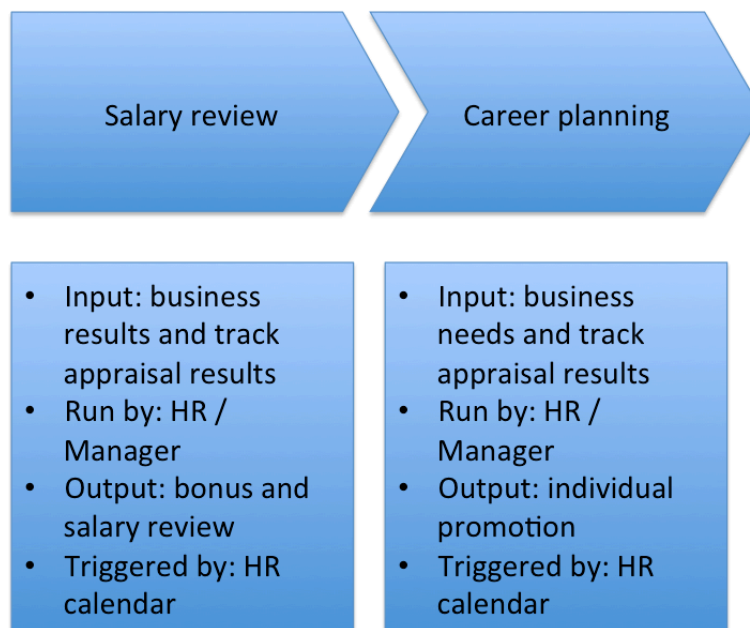 Salary review
Career planning
• Input: business
results and track
appraisal results
• Run by: HR /
Manager
• Output: bonus and
salary review
• Triggered by: HR
calendar
• Input: business
needs and track
appraisal results
• Run by: HR /
Manager
• Output: individual
promotion
• Triggered by: HR
calendar